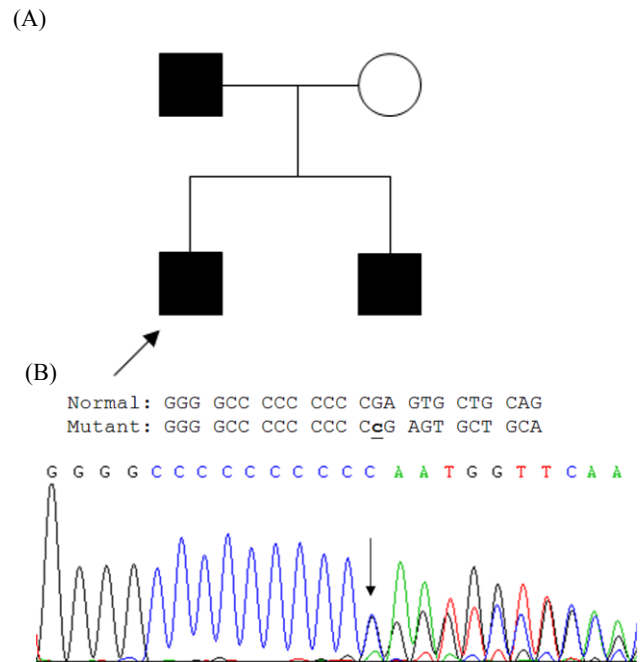 (A)
(B)
Normal: GGG GCC CCC CCC CGA GTG CTG CAG
Mutant: GGG GCC CCC CCC CcG AGT GCT GCA
G G G G C C C C C C C C C C A A T G G T T C A A